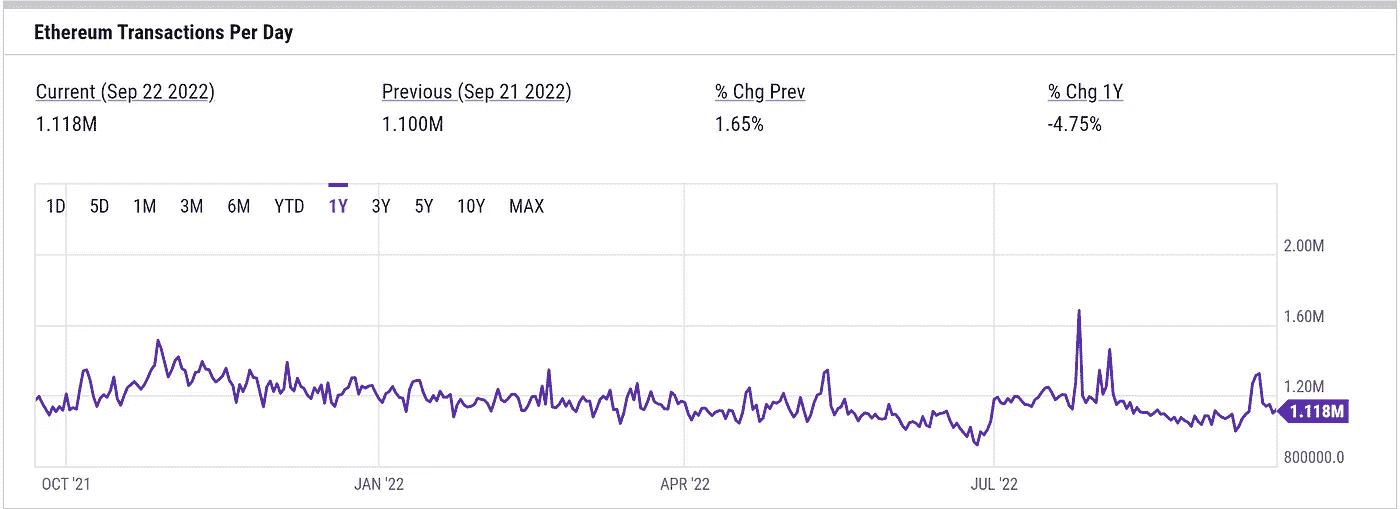 Ethereum Transactions Per Day
Current (Sep 22 2022) Previous (Sep 21 2022) % Chg Prev % Chg 1Y
1.118M 1.100M 1.65% -4.75%
1D 5D 1M 3M 6M YTD 1Y 3Y 5Y 10Y MAX
2.00M
1.60M
1.20M
1.118M
800000.0
OCT '21 JAN '22 APR '22 JUL '22